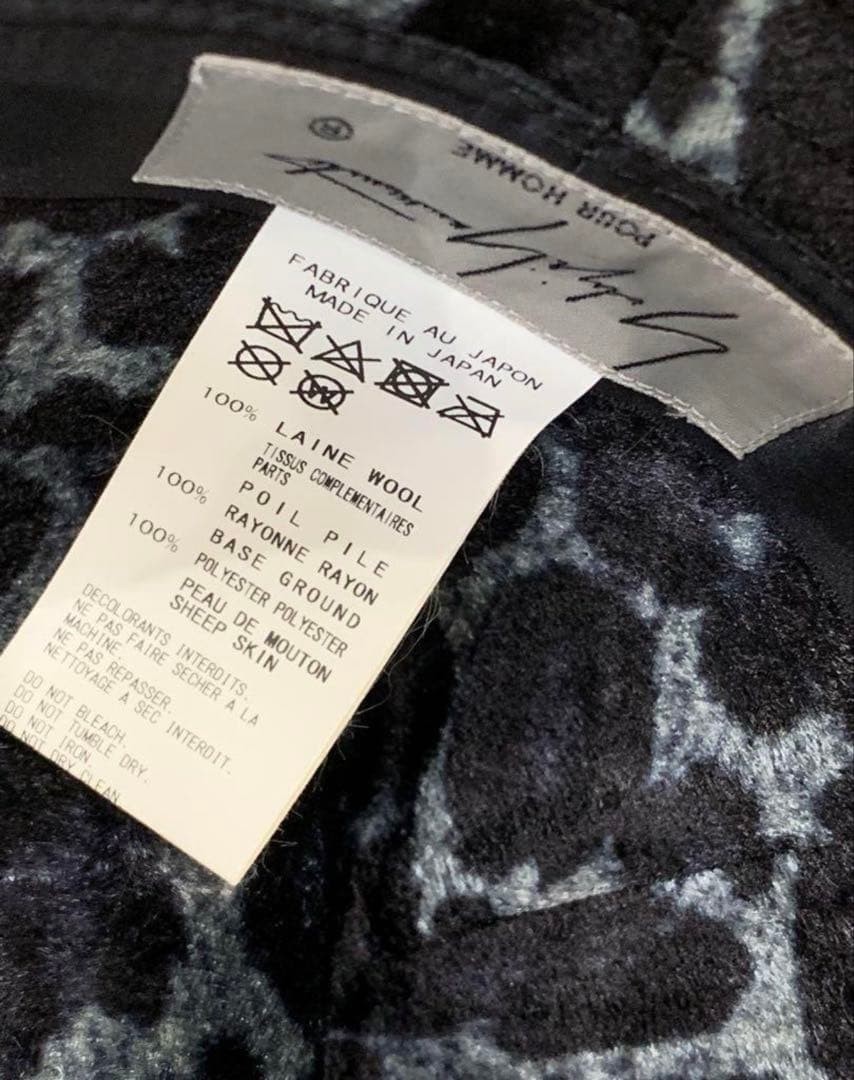 Yohji Yamamoto
POUR HOMME
®
FABRIQUE AU JAPON
MADE IN JAPAN
100% LAINE WOOL
TISSUS COMPLEMENTAIRES
PARTS
100% POIL PILE
RAYONNE RAYON
100% BASE GROUND
POLYESTER POLYESTER
PEAU DE MOUTON
SHEEP SKIN
DECOLORANTS INTERDITS.
NE PAS FAIRE SECHER A LA
MACHINE.
NE PAS REPASSER.
NETTOYAGE A SEC INTERDIT.
DO NOT BLEACH.
DO NOT TUMBLE DRY.
DO NOT IRON.
DO NOT DRY CLEAN